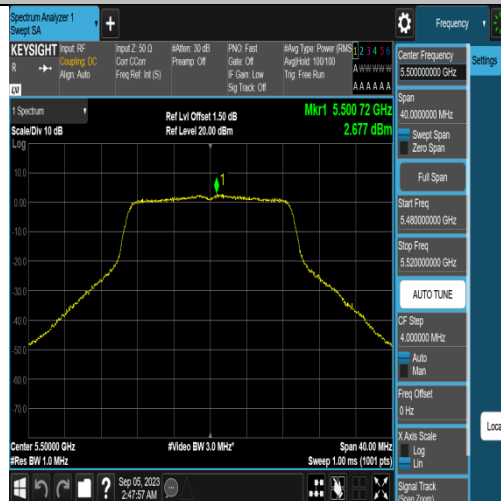 Spectrum Analyzer 1
Swept SA
Frequency
KEYSIGHT
R
Input: RF
Coupling: DC
Align: Auto
Input Z: 50 Ω
Corr CCorr
Freq Ref: Int (S)
#Atten: 30 dB
Preamp: Off
PNO: Fast
Gate: Off
IF Gain: Low
Sig Track: Off
#Avg Type: Power (RMS
Avg|Hold: 100/100
Trig: Free Run
1 2 3 4 5 6
A W W W W W
A A A A A A
LXI
1 Spectrum
Scale/Div 10 dB
Log
Ref Lvl Offset 1.50 dB
Ref Level 20.00 dBm
Mkr1 5.500 72 GHz
2.677 dBm
1
10.0
0.00
-10.0
-20.0
-30.0
-40.0
-50.0
-60.0
-70.0
Center 5.50000 GHz
#Res BW 1.0 MHz
#Video BW 3.0 MHz*
Span 40.00 MHz
Sweep 1.00 ms (1001 pts)
Sep 05, 2023
2:47:57 AM
Center Frequency
5.500000000 GHz
Span
40.0000000 MHz
Swept Span
Zero Span
Full Span
Start Freq
5.480000000 GHz
Stop Freq
5.520000000 GHz
AUTO TUNE
CF Step
4.000000 MHz
Auto
Man
Freq Offset
0 Hz
X Axis Scale
Log
Lin
Signal Track
(Span Zoom)
Settings
Loca